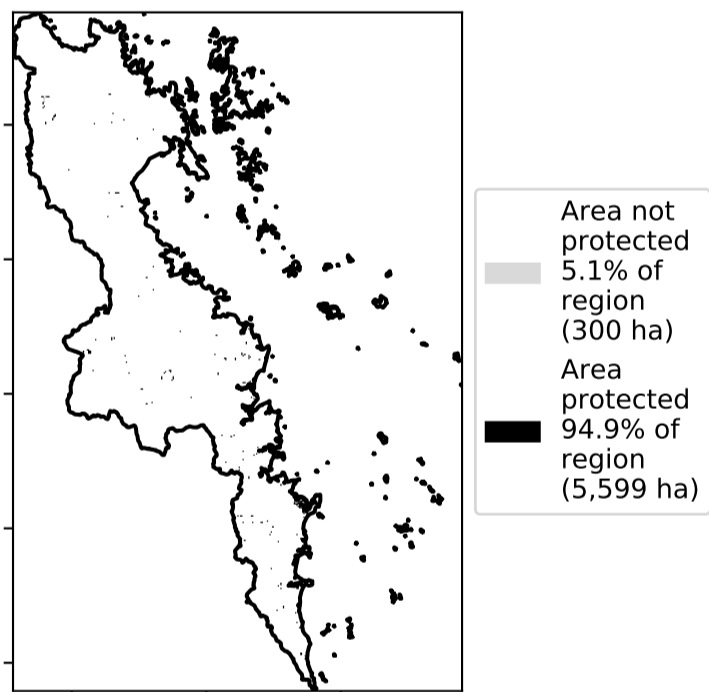 Area not
protected
5.1% of
region
(300 ha)
Area
protected
94.9% of
region
(5,599 ha)